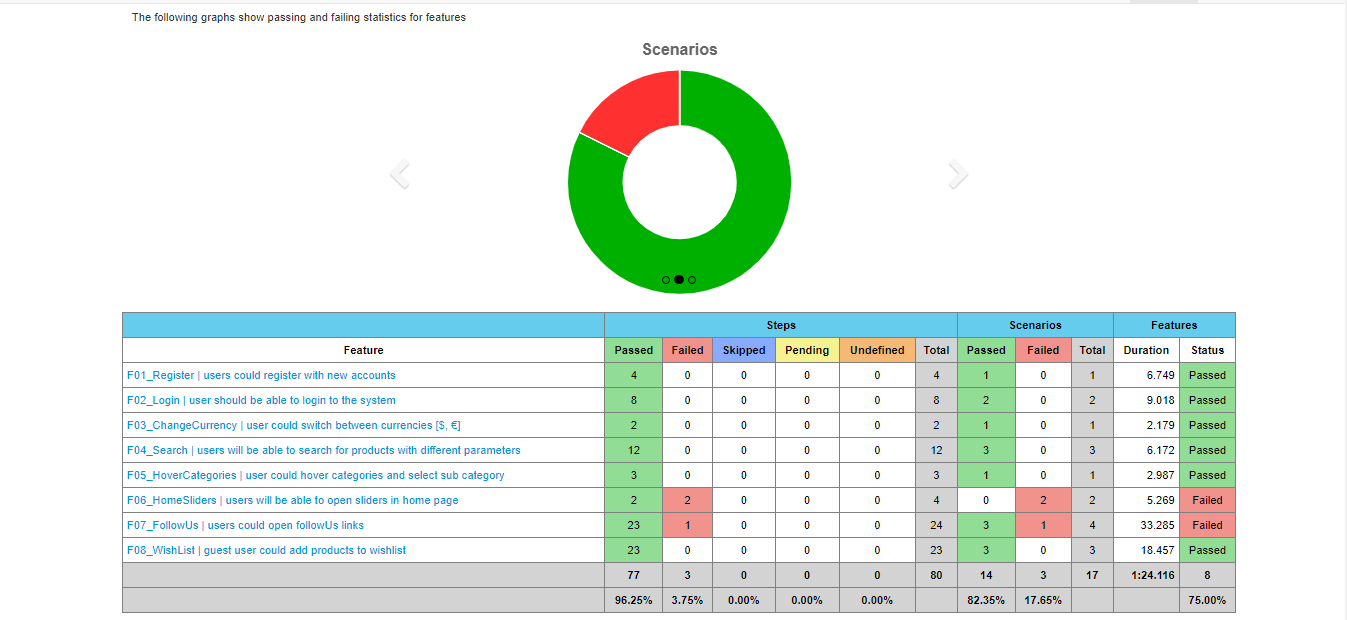 The following graphs show passing and failing statistics for features
Scenarios
Steps Scenarios Features
Feature Passed Failed Skipped Pending Undefined Total Passed Failed Total Duration Status
F01_Register | users could register with new accounts 4 0 0 0 0 4 1 0 1 6.749 Passed
F02_Login | user should be able to login to the system 8 0 0 0 0 8 2 0 2 9.018 Passed
F03_ChangeCurrency | user could switch between currencies [$, €] 2 0 0 0 0 2 1 0 1 2.179 Passed
F04_Search | users will be able to search for products with different parameters 12 0 0 0 0 12 3 0 3 6.172 Passed
F05_HoverCategories | user could hover categories and select sub category 3 0 0 0 0 3 1 0 1 2.987 Passed
F06_HomeSliders | users will be able to open sliders in home page 2 2 0 0 0 4 0 2 2 5.269 Failed
F07_FollowUs | users could open followUs links 23 1 0 0 0 24 3 1 4 33.285 Failed
F08_WishList | guest user could add products to wishlist 23 0 0 0 0 23 3 0 3 18.457 Passed
77 3 0 0 0 80 14 3 17 1:24.116 8
96.25% 3.75% 0.00% 0.00% 0.00% 82.35% 17.65% 75.00%